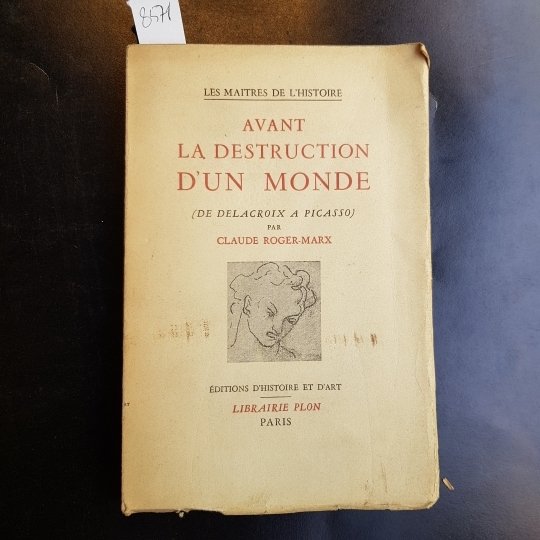 8571
LES MAITRES DE L'HISTOIRE
AVANT
LA DESTRUCTION
D'UN MONDE
(DE DELACROIX A PICASSO)
PAR
CLAUDE ROGER-MARX
ÉDITIONS D'HISTOIRE ET D'ART
LIBRAIRIE PLON
PARIS